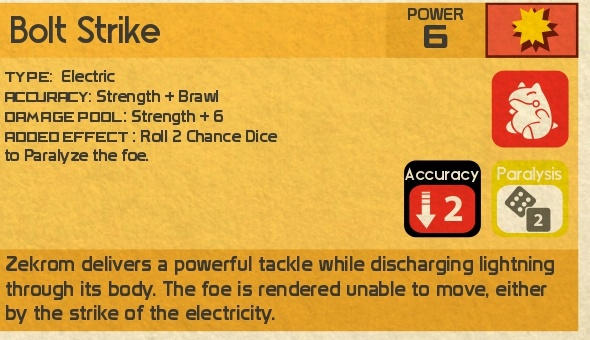 Bolt Strike
POWER
6
TYPE: Electric
ACCURACY: Strength + Brawl
DAMAGE POOL: Strength + 6
ADDED EFFECT : Roll 2 Chance Dice
to Paralyze the foe.
Accuracy
2
Paralysis
2
Zekrom delivers a powerful tackle while discharging lightning
through its body. The foe is rendered unable to move, either
by the strike of the electricity.